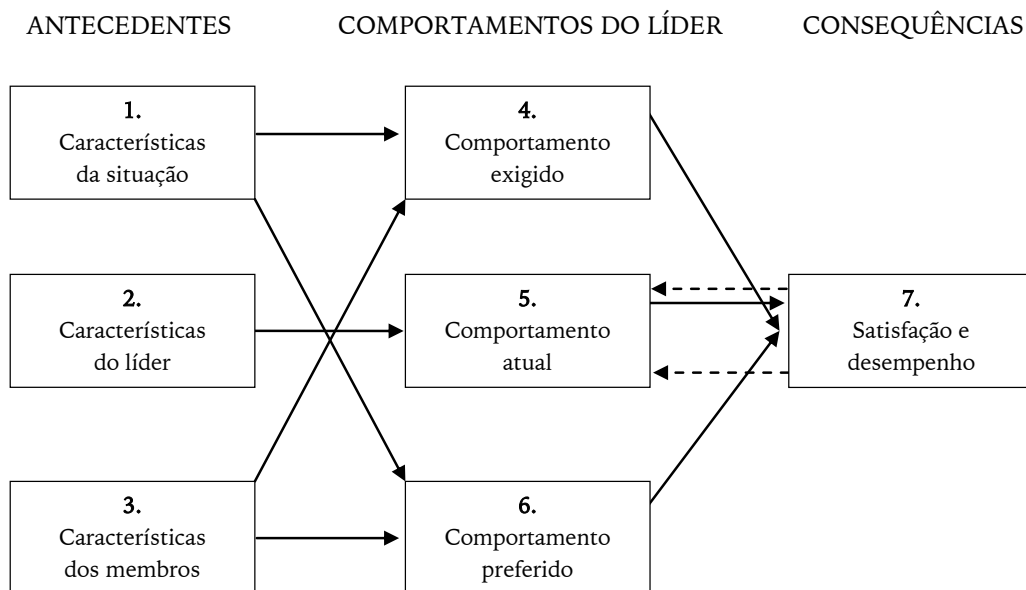 ANTECEDENTES
COMPORTAMENTOS DO LÍDER
CONSEQUÊNCIAS
1.
Características
da situação
4.
Comportamento
exigido
2.
Características
do líder
5.
Comportamento
atual
7.
Satisfação e
desempenho
3.
Características
dos membros
6.
Comportamento
preferido